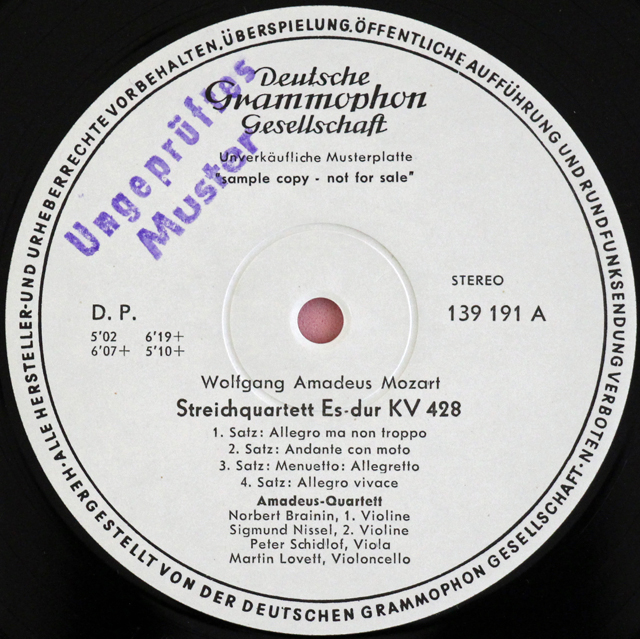 ALLE HERSTELLER- UND URHEBERRECHTE VORBEHALTEN, ÜBERSPIELUNG, ÖFFENTLICHE AUFFÜHRUNG UND RUNDFUNKSENDUNG VERBOTEN·
HERGESTELLT VON DER DEUTSCHEN GRAMMOPHON GESELLSCHAFT·
Deutsche
Grammophon
Gesellschaft
Ungeprüftes
Muster
Unverkäufliche Musterplatte
"sample copy - not for sale"
STEREO
139 191 A
D. P.
5'02 6'19+
6'07+ 5'10+
Wolfgang Amadeus Mozart
Streichquartett Es-dur KV 428
1. Satz: Allegro ma non troppo
2. Satz: Andante con moto
3. Satz: Menuetto: Allegretto
4. Satz: Allegro vivace
Amadeus-Quartett
Norbert Brainin, 1. Violine
Sigmund Nissel, 2. Violine
Peter Schidlof, Viola
Martin Lovett, Violoncello